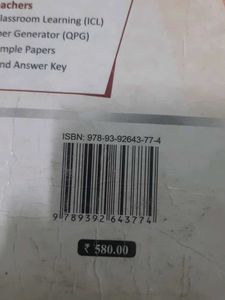 achers
lassroom Learning (ICL)
er Generator (QPG)
mple Papers
nd Answer Key
ISBN: 978-93-92643-77-4
9 789392 643774
₹ 580.00